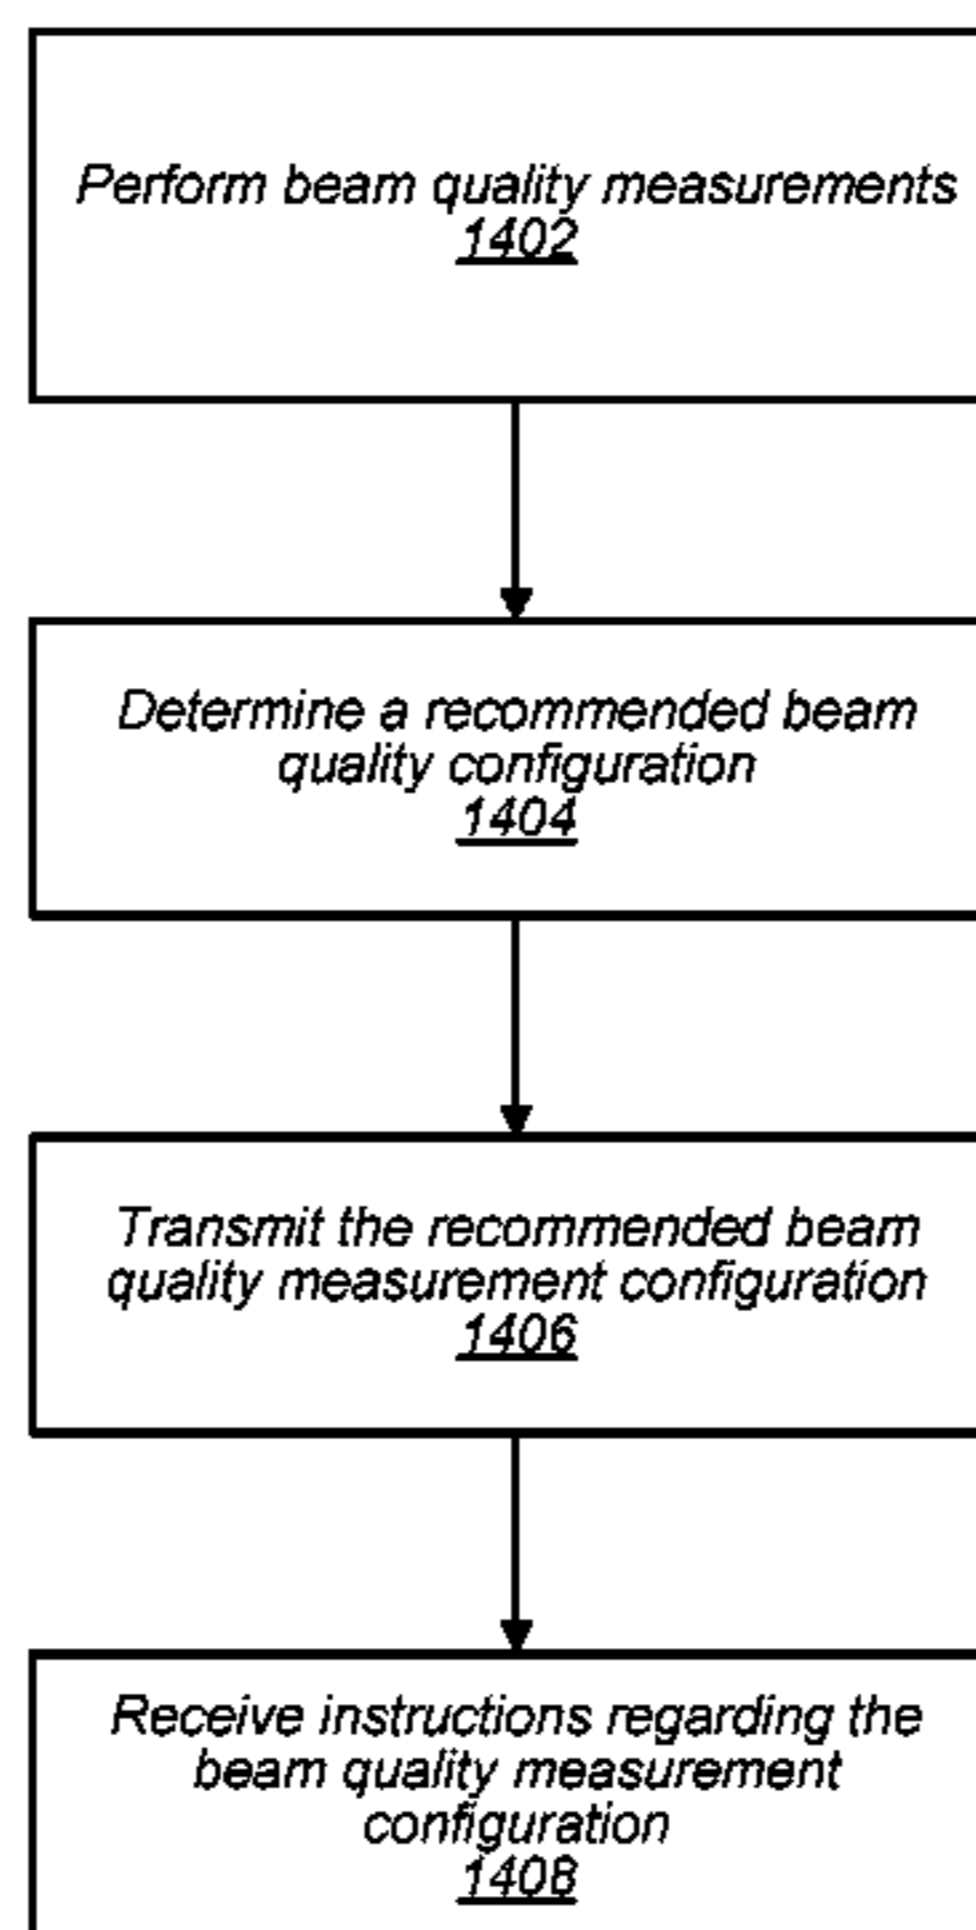 Perform beam quality measurements
1402
Determine a recommended beam
quality configuration
1404
Transmit the recommended beam
quality measurement configuration
1406
Receive instructions regarding the
beam quality measurement
configuration
1408